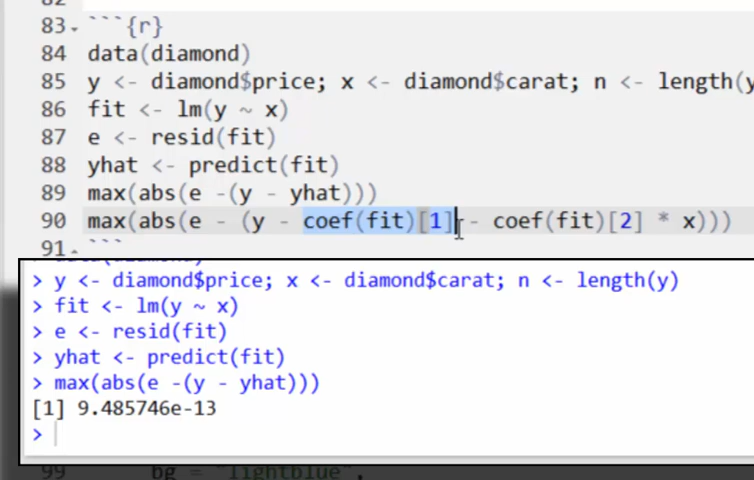 83 ```{r}
84 data(diamond)
85 y <- diamond$price; x <- diamond$carat; n <- length(y
86 fit <- lm(y ~ x)
87 e <- resid(fit)
88 yhat <- predict(fit)
89 max(abs(e -(y - yhat)))
90 max(abs(e - (y - coef(fit)[1] - coef(fit)[2] * x)))
91 ```
> y <- diamond$price; x <- diamond$carat; n <- length(y)
> fit <- lm(y ~ x)
> e <- resid(fit)
> yhat <- predict(fit)
> max(abs(e -(y - yhat)))
[1] 9.485746e-13
>
99 bg = "lightblue",